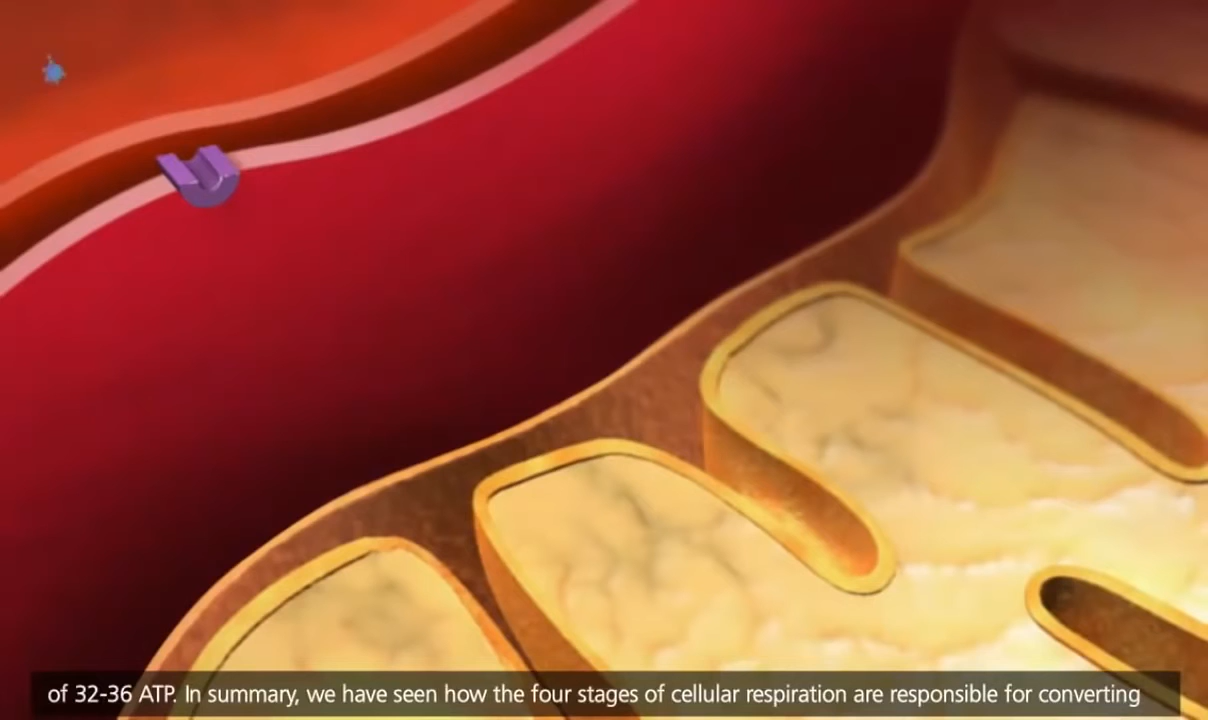 of 32-36 ATP. In summary, we have seen how the four stages of cellular respiration are responsible for converting